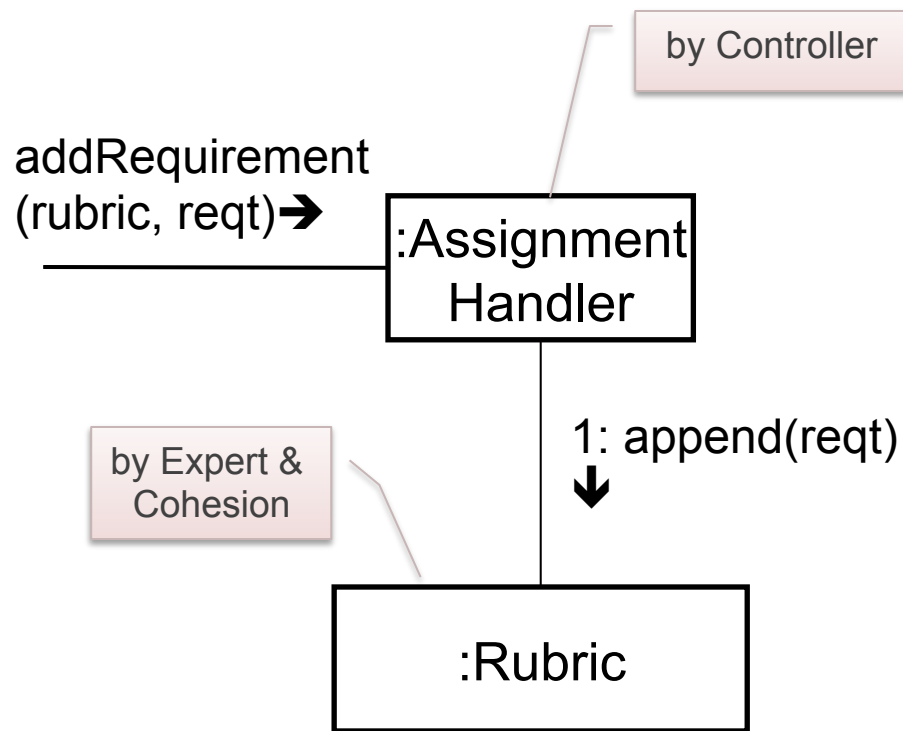 by Controller
addRequirement
(rubric, reqt)➔
:Assignment
Handler
1: append(reqt)
by Expert &
Cohesion
:Rubric